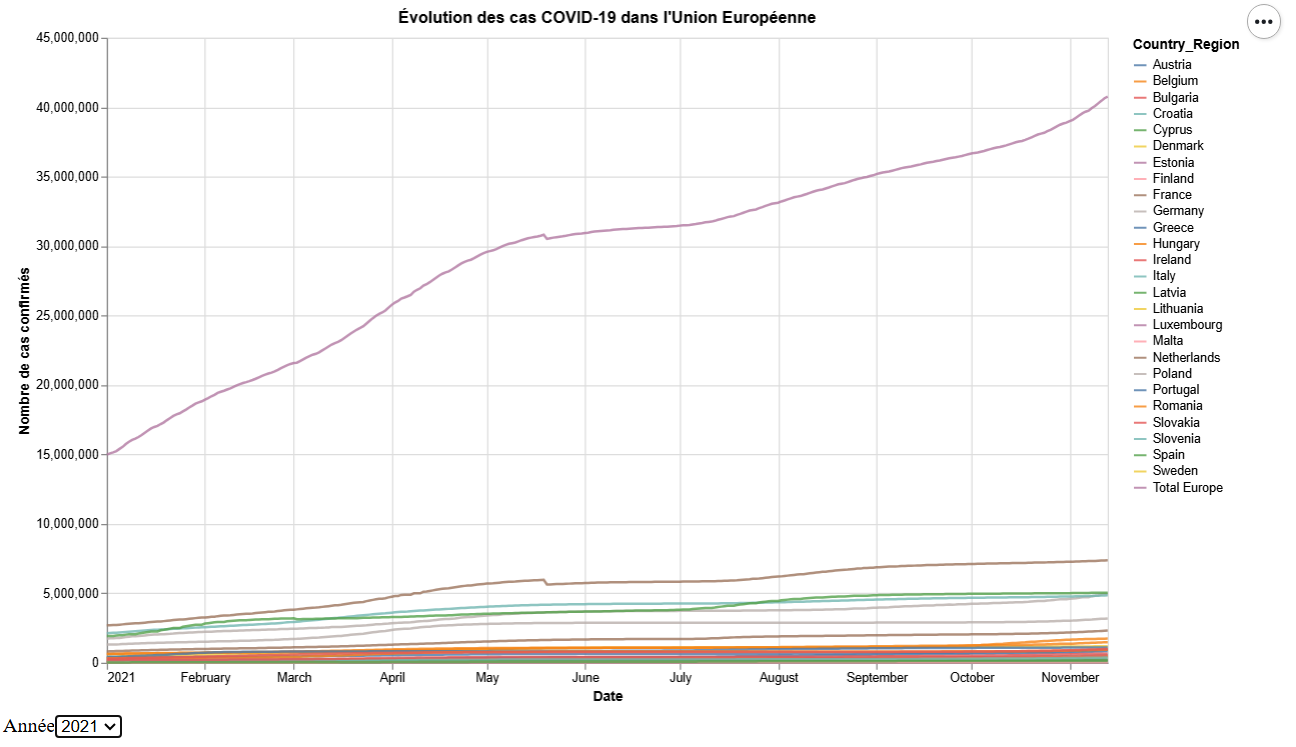 Évolution des cas COVID-19 dans l'Union Européenne
45,000,000
40,000,000
35,000,000
30,000,000
25,000,000
20,000,000
15,000,000
10,000,000
5,000,000
0
Nombre de cas confirmés
2021 February March April May June July August September October November
Date
Country_Region
Austria
Belgium
Bulgaria
Croatia
Cyprus
Denmark
Estonia
Finland
France
Germany
Greece
Hungary
Ireland
Italy
Latvia
Lithuania
Luxembourg
Malta
Netherlands
Poland
Portugal
Romania
Slovakia
Slovenia
Spain
Sweden
Total Europe
Année 2021